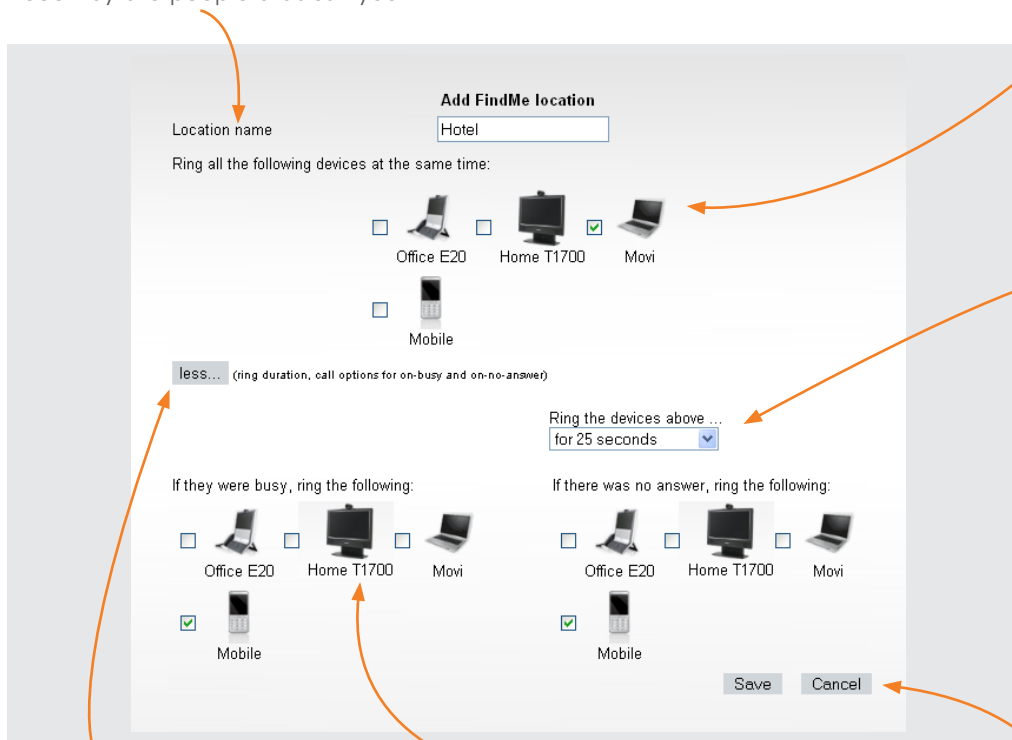 Add FindMe location
Location name
Hotel
Ring all the following devices at the same time:
Office E20 Home T1700 Movi
Mobile
less... (ring duration, call options for on-busy and on-no-answer)
Ring the devices above ...
for 25 seconds
If they were busy, ring the following:
Office E20 Home T1700 Movi
Mobile
If there was no answer, ring the following:
Office E20 Home T1700 Movi
Mobile
Save Cancel